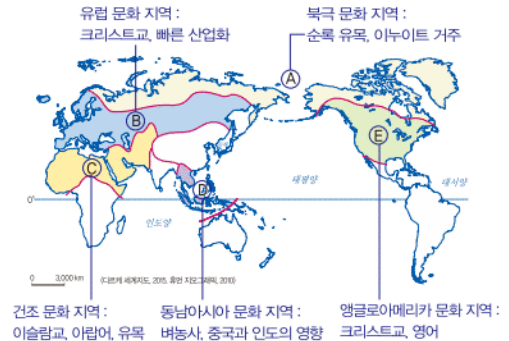 유럽 문화 지역 :
크리스트교, 빠른 산업화
북극 문화 지역 :
순록 유목, 이누이트 거주
A
B
E
C
D
태평양
대서양
0°
인도양
0 3,000km
(디르케 세계지도, 2015, 휴먼 지오그래픽, 2010)
건조 문화 지역 :
이슬람교, 아랍어, 유목
동남아시아 문화 지역 :
벼농사, 중국과 인도의 영향
앵글로아메리카 문화 지역 :
크리스트교, 영어